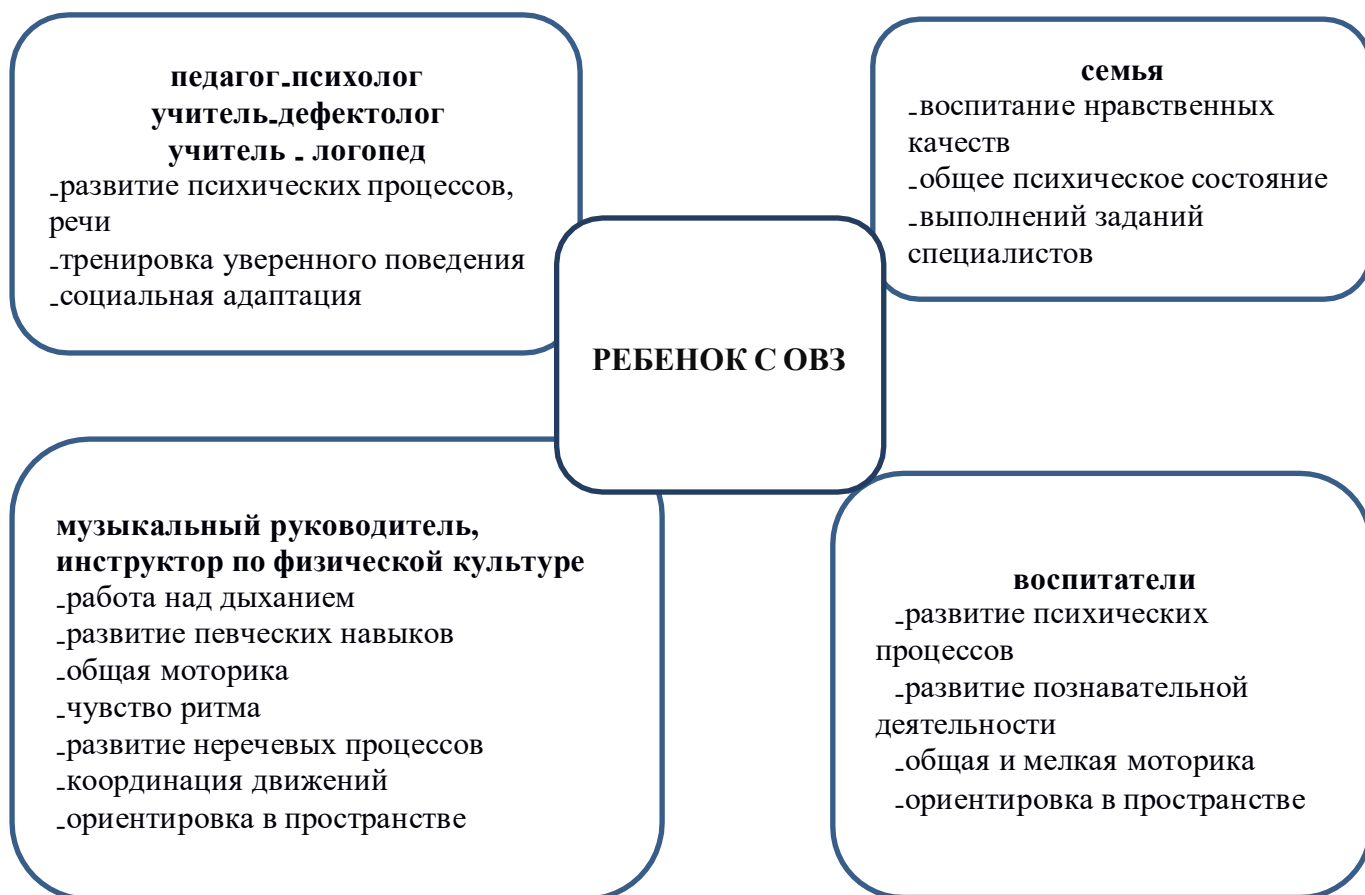 педагог-психолог
учитель-дефектолог
учитель - логопед
-развитие психических процессов,
речи
-тренировка уверенного поведения
-социальная адаптация
семья
-воспитание нравственных
качеств
-общее психическое состояние
-выполнений заданий
специалистов
РЕБЕНОК С ОВЗ
музыкальный руководитель,
инструктор по физической культуре
-работа над дыханием
-развитие певческих навыков
-общая моторика
-чувство ритма
-развитие неречевых процессов
-координация движений
-ориентировка в пространстве
воспитатели
-развитие психических
процессов
-развитие познавательной
деятельности
-общая и мелкая моторика
-ориентировка в пространстве